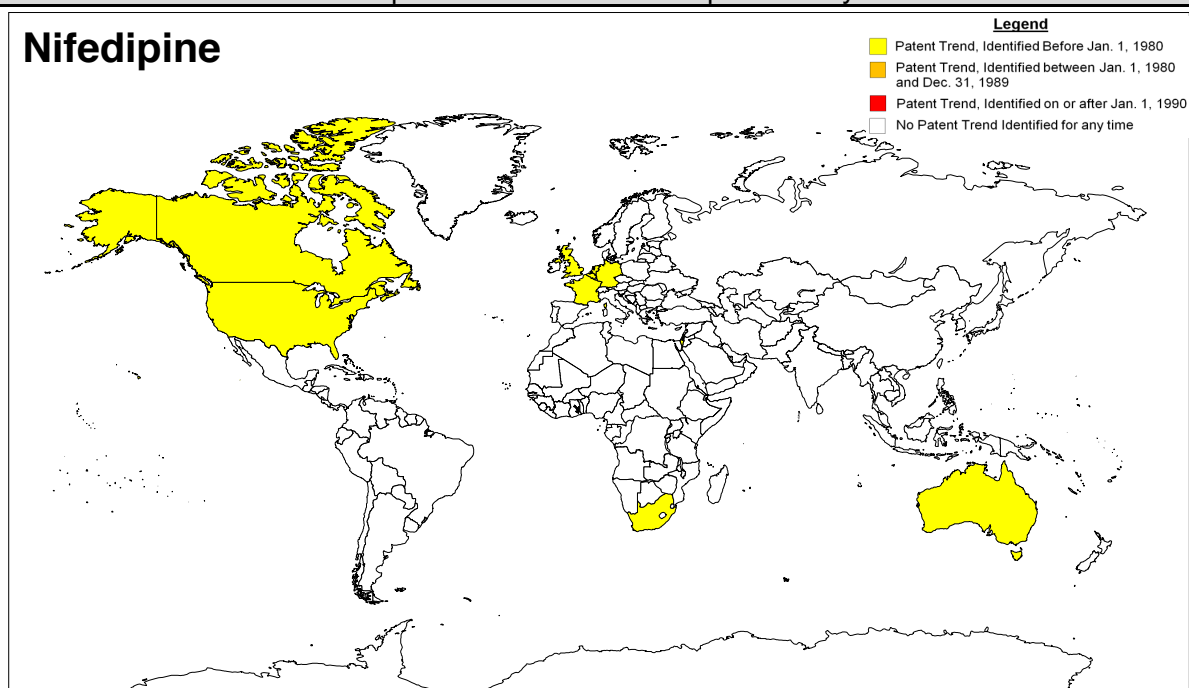 Nifedipine
Legend
Patent Trend, Identified Before Jan. 1, 1980
Patent Trend, Identified between Jan. 1, 1980
and Dec. 31, 1989
Patent Trend, Identified on or after Jan. 1, 1990
No Patent Trend Identified for any time